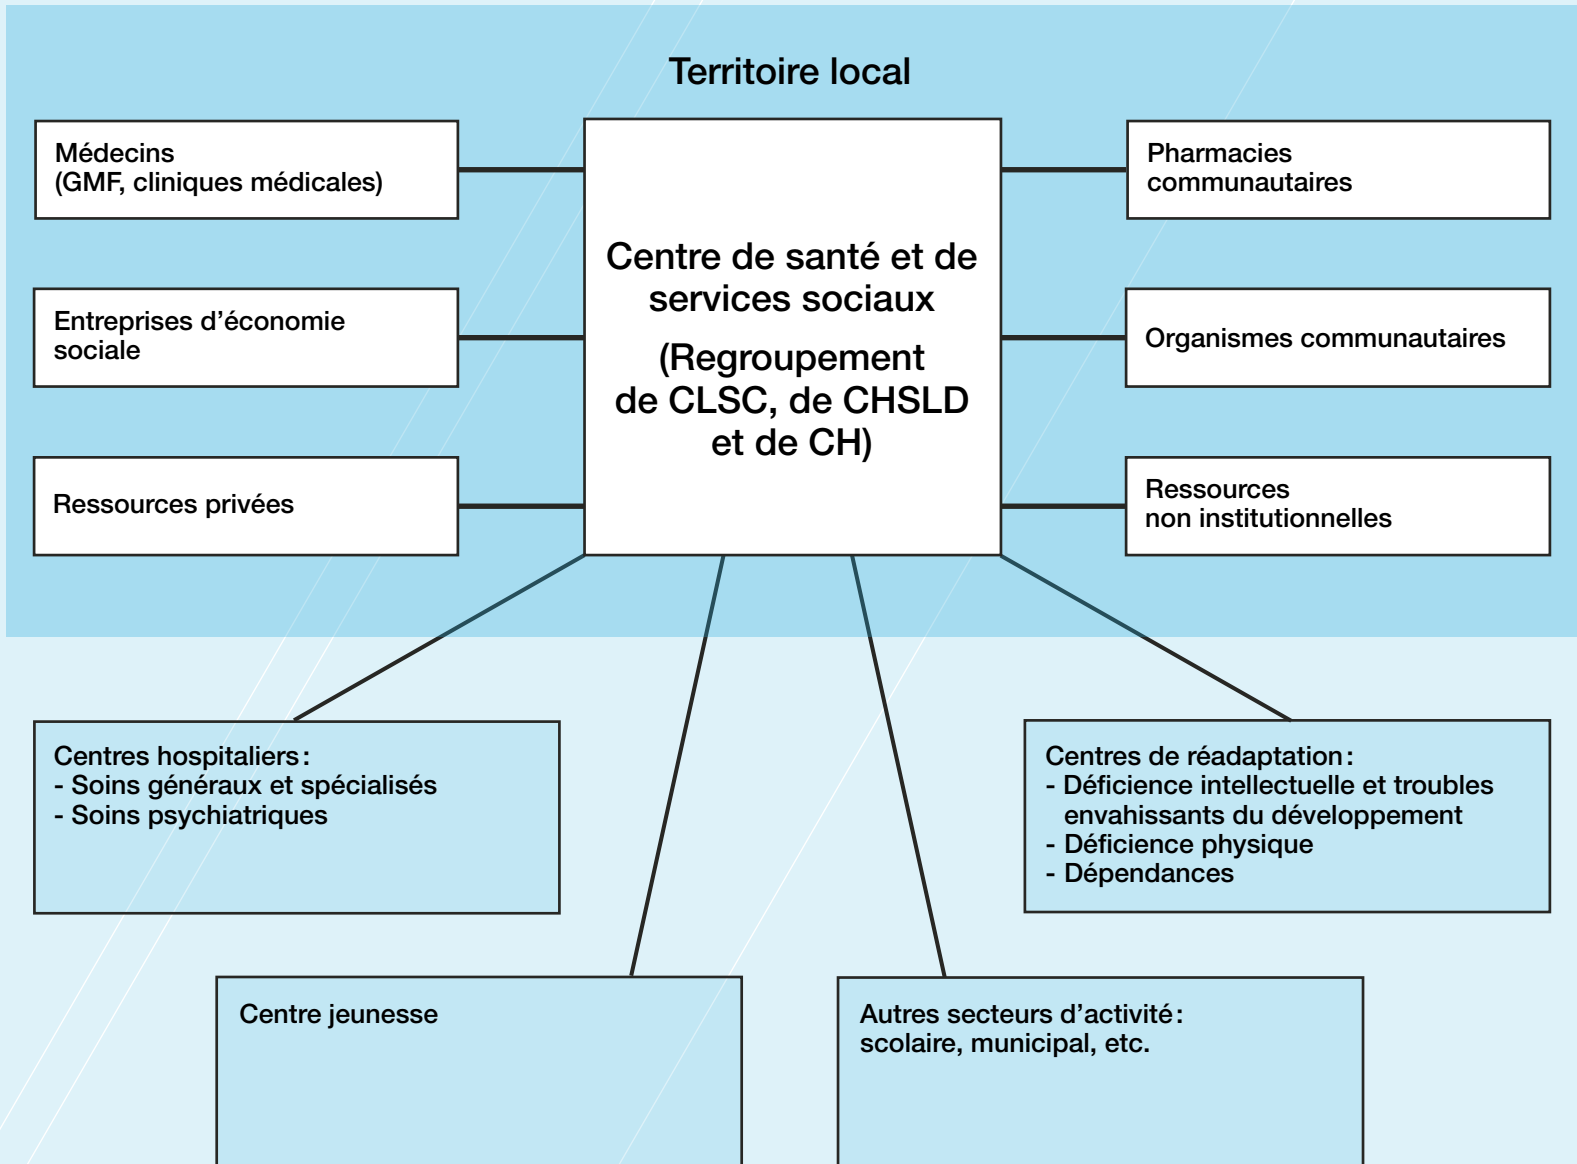 Territoire local
Médecins
(GMF, cliniques médicales)
Entreprises d’économie
sociale
Ressources privées
Centre de santé et de
services sociaux
(Regroupement
de CLSC, de CHSLD
et de CH)
Pharmacies
communautaires
Organismes communautaires
Ressources
non institutionnelles
Centres hospitaliers :
- Soins généraux et spécialisés
- Soins psychiatriques
Centres de réadaptation :
- Déficience intellectuelle et troubles
envahissants du développement
- Déficience physique
- Dépendances
Centre jeunesse
Autres secteurs d’activité :
scolaire, municipal, etc.